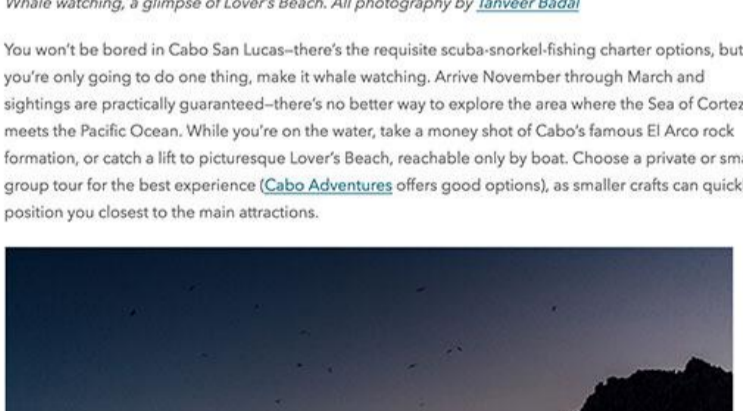 Whale watching, a glimpse of Lover's Beach. All photography by Tanveer Badal
You won't be bored in Cabo San Lucas—there's the requisite scuba-snorkel-fishing charter options, but
you're only going to do one thing, make it whale watching. Arrive November through March and
sightings are practically guaranteed—there's no better way to explore the area where the Sea of Cortez
meets the Pacific Ocean. While you're on the water, take a money shot of Cabo's famous El Arco rock
formation, or catch a lift to picturesque Lover's Beach, reachable only by boat. Choose a private or
group tour for the best experience (Cabo Adventures offers good options), as smaller crafts can
position you closest to the main attractions.